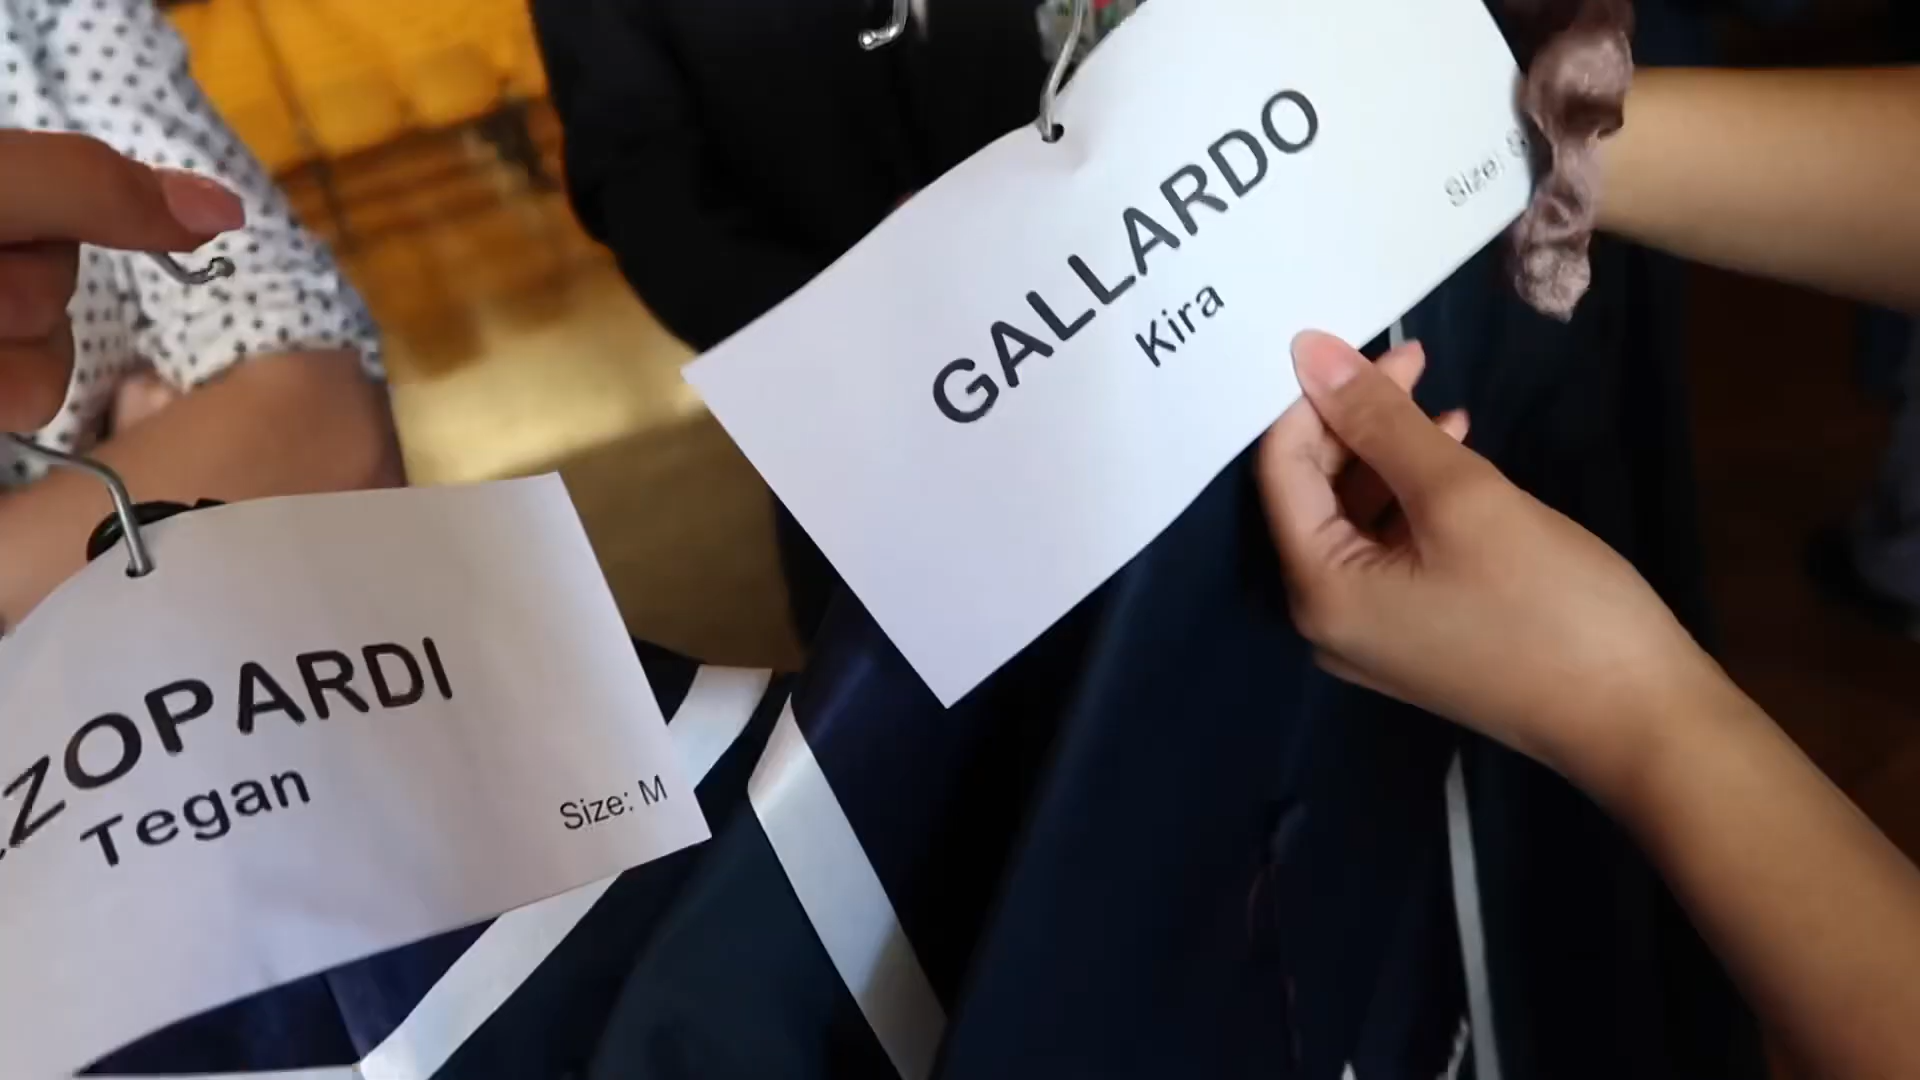 GALLARDO
Kira
Size: S
ZOPARDI
Tegan
Size: M